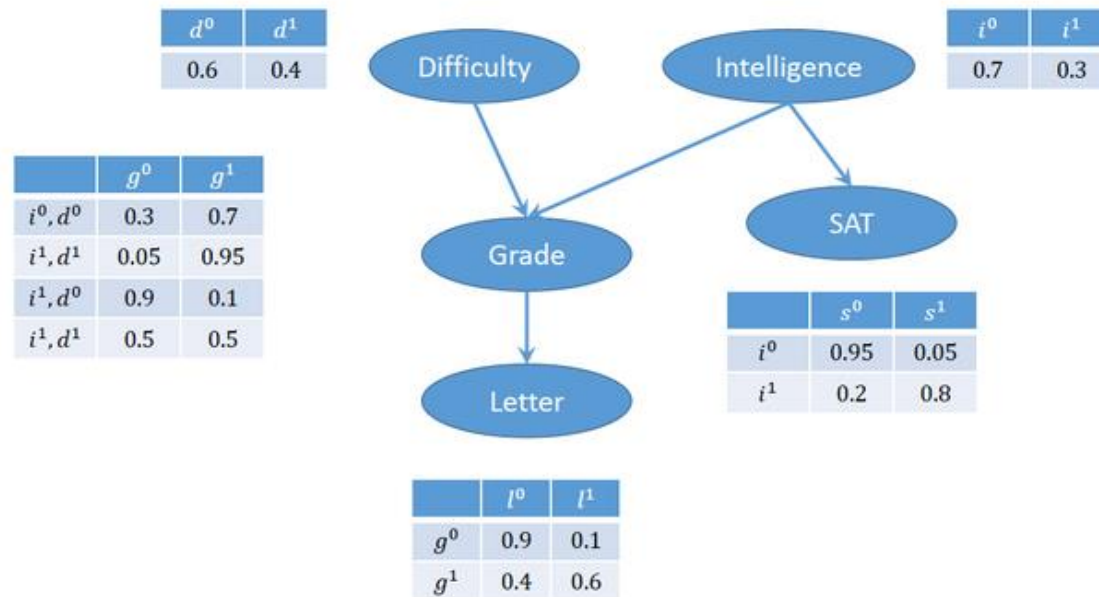 d⁰ d¹
0.6 0.4
Difficulty
Intelligence
i⁰ i¹
0.7 0.3
g⁰ g¹
i⁰, d⁰ 0.3 0.7
i¹, d¹ 0.05 0.95
i¹, d⁰ 0.9 0.1
i¹, d¹ 0.5 0.5
Grade
SAT
s⁰ s¹
i⁰ 0.95 0.05
i¹ 0.2 0.8
Letter
l⁰ l¹
g⁰ 0.9 0.1
g¹ 0.4 0.6